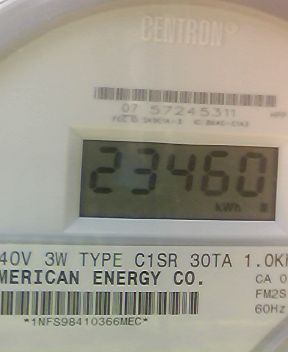 CENTRON®
07 57245311
23460
kWh
40V 3W TYPE C1SR 30TA 1.0K
MERICAN ENERGY CO.
CA 0
FM2S
60Hz
*1NFS98410366MEC*